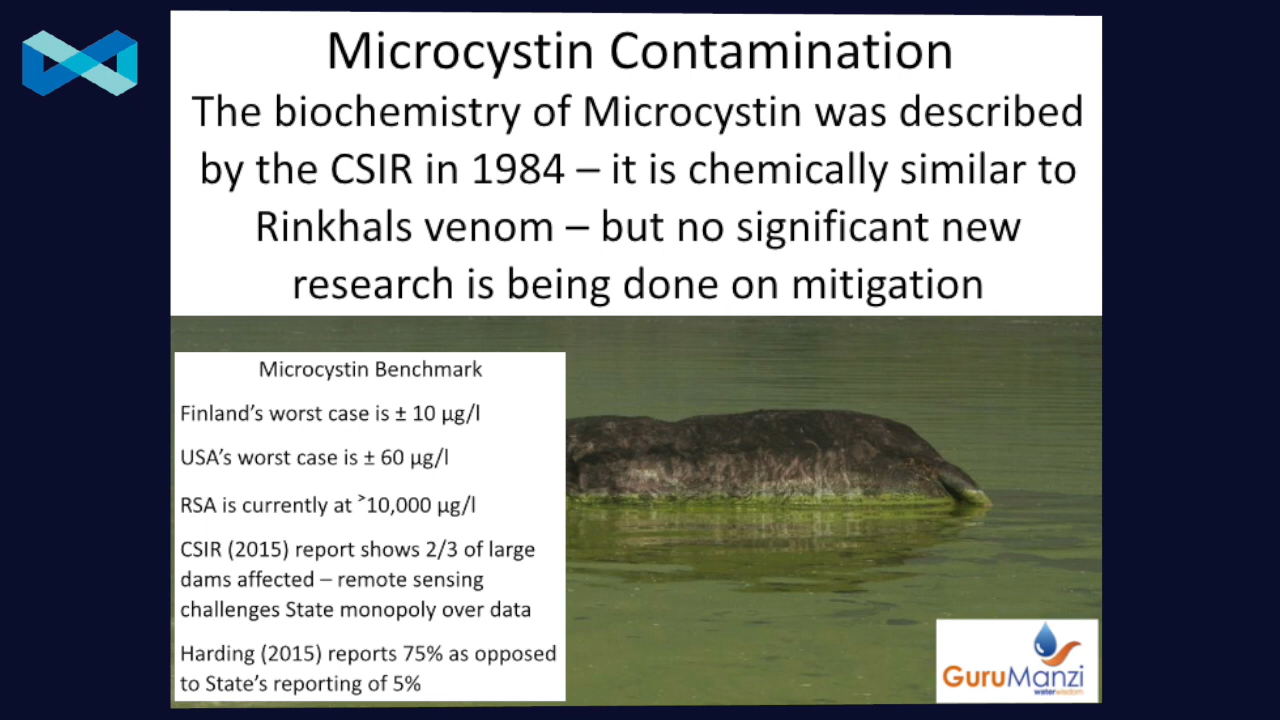 Microcystin Contamination
The biochemistry of Microcystin was described
by the CSIR in 1984 – it is chemically similar to
Rinkhals venom – but no significant new
research is being done on mitigation
Microcystin Benchmark
Finland's worst case is ± 10 µg/l
USA's worst case is ± 60 µg/l
RSA is currently at ˃10,000 µg/l
CSIR (2015) report shows 2/3 of large
dams affected – remote sensing
challenges State monopoly over data
Harding (2015) reports 75% as opposed
to State's reporting of 5%
GuruManzi
waterwisdom